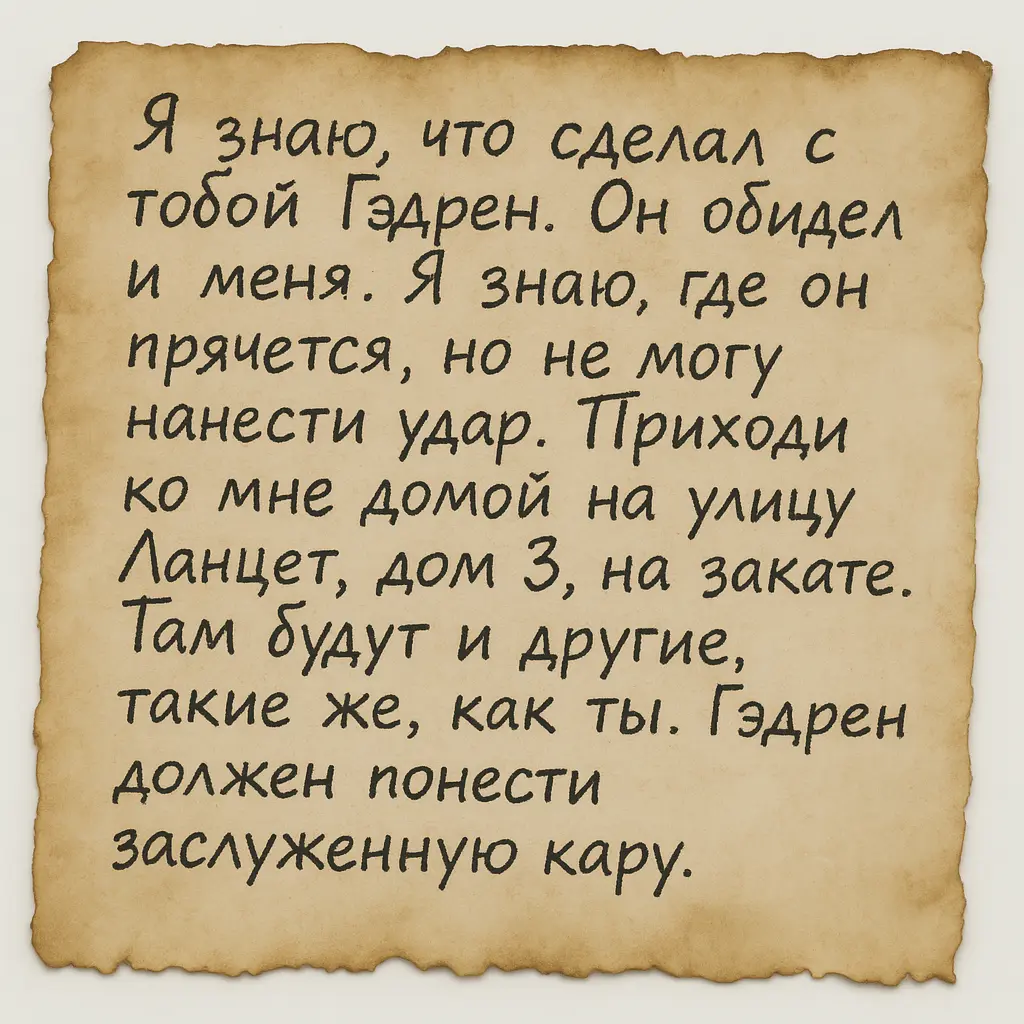 Я знаю, что сделал с
тобой Гэдрен. Он обидел
и меня. Я знаю, где он
прячется, но не могу
нанести удар. Приходи
ко мне домой на улицу
Ланцет, дом 3, на закате.
Там будут и другие,
такие же, как ты. Гэдрен
должен понести
заслуженную кару.